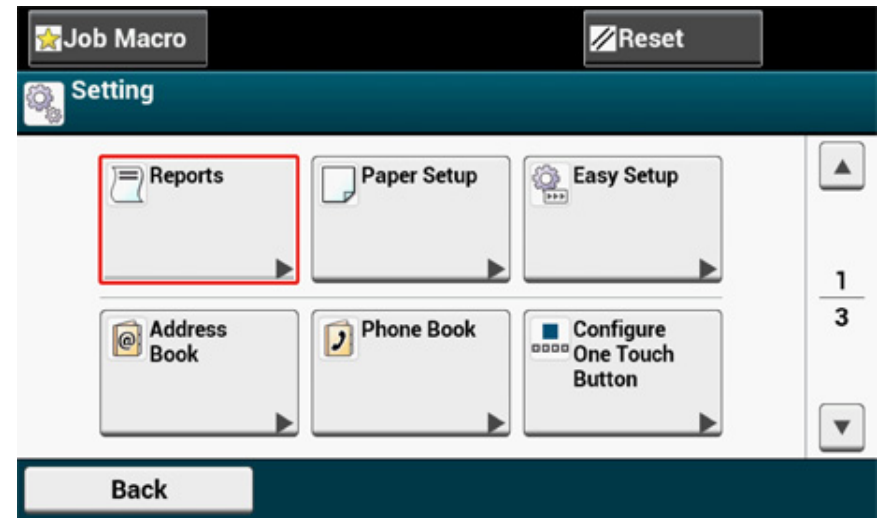 Job Macro
Reset
Setting
Reports
Paper Setup
Easy Setup
Address
Book
Phone Book
Configure
One Touch
Button
1
3
Back